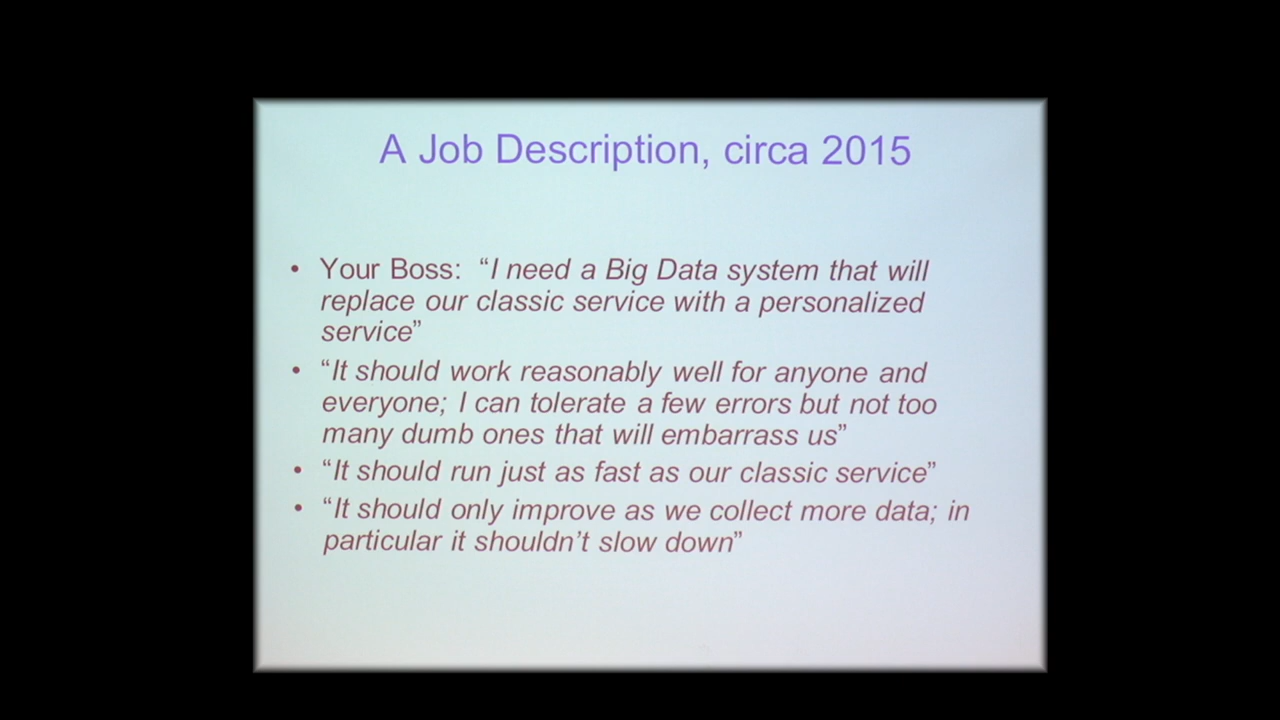 A Job Description, circa 2015
• Your Boss: “I need a Big Data system that will
replace our classic service with a personalized
service”
• “It should work reasonably well for anyone and
everyone; I can tolerate a few errors but not too
many dumb ones that will embarrass us”
• “It should run just as fast as our classic service”
• “It should only improve as we collect more data; in
particular it shouldn’t slow down”